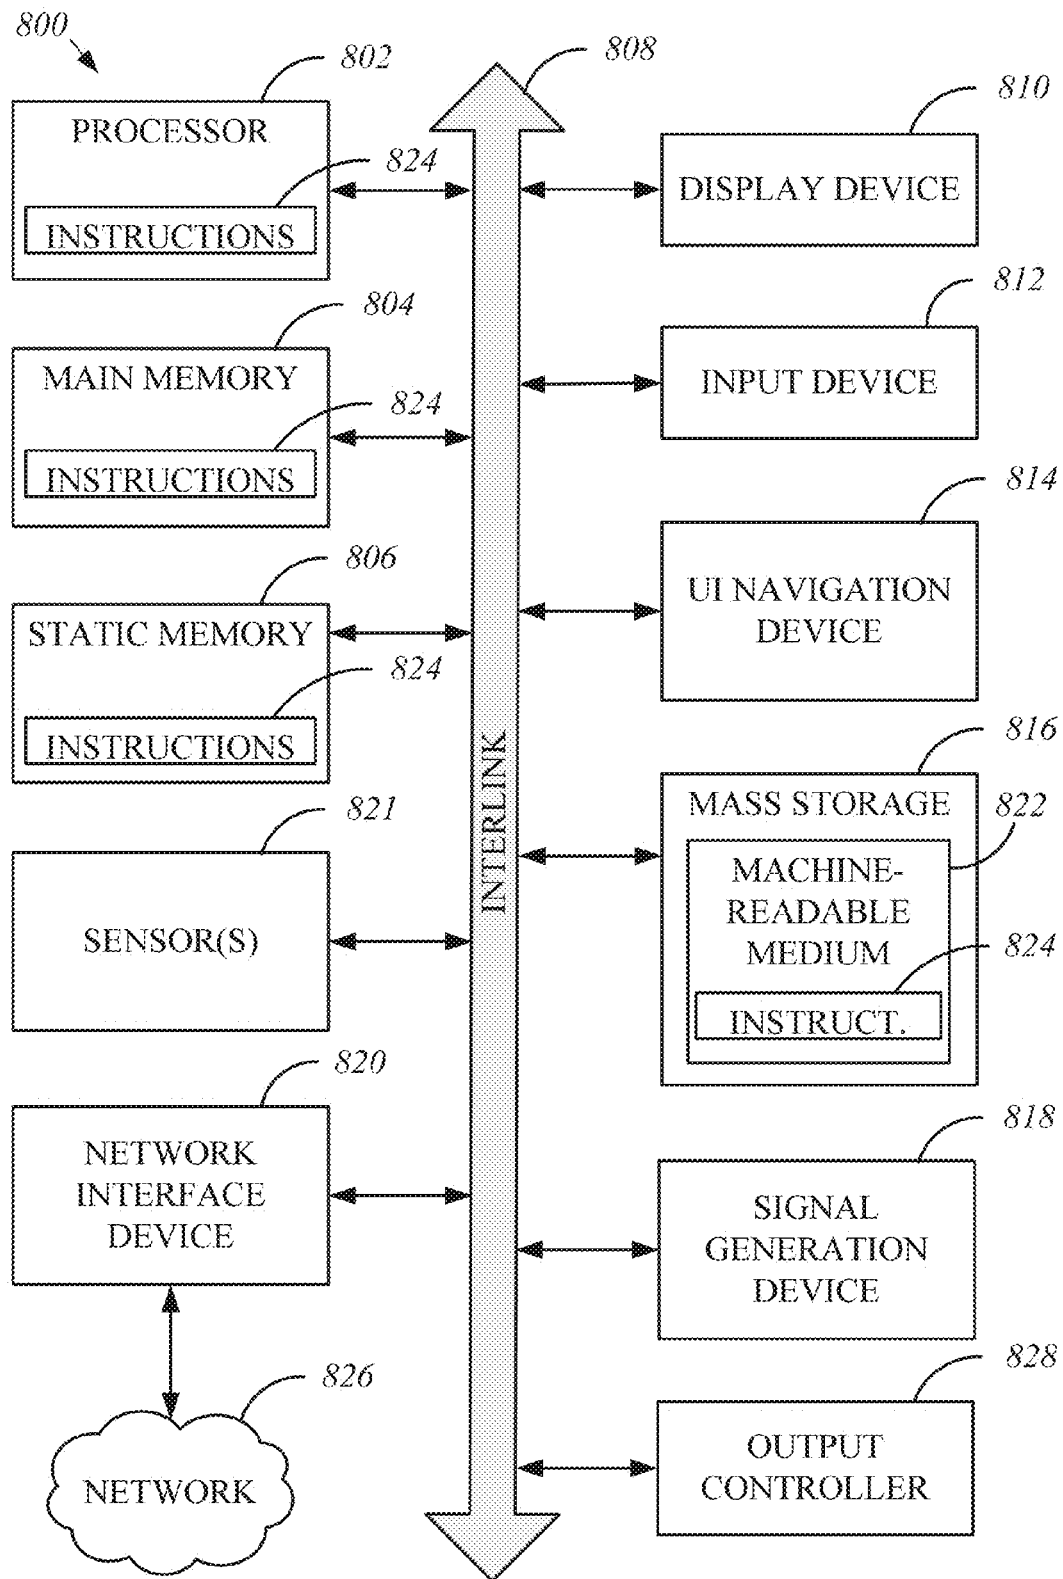 800
802
PROCESSOR
824
INSTRUCTIONS
804
MAIN MEMORY
824
INSTRUCTIONS
806
STATIC MEMORY
824
INSTRUCTIONS
821
SENSOR(S)
820
NETWORK
INTERFACE
DEVICE
826
NETWORK
808
INTERLINK
810
DISPLAY DEVICE
812
INPUT DEVICE
814
UI NAVIGATION
DEVICE
816
MASS STORAGE
822
MACHINE-
READABLE
MEDIUM
824
INSTRUCT.
818
SIGNAL
GENERATION
DEVICE
828
OUTPUT
CONTROLLER